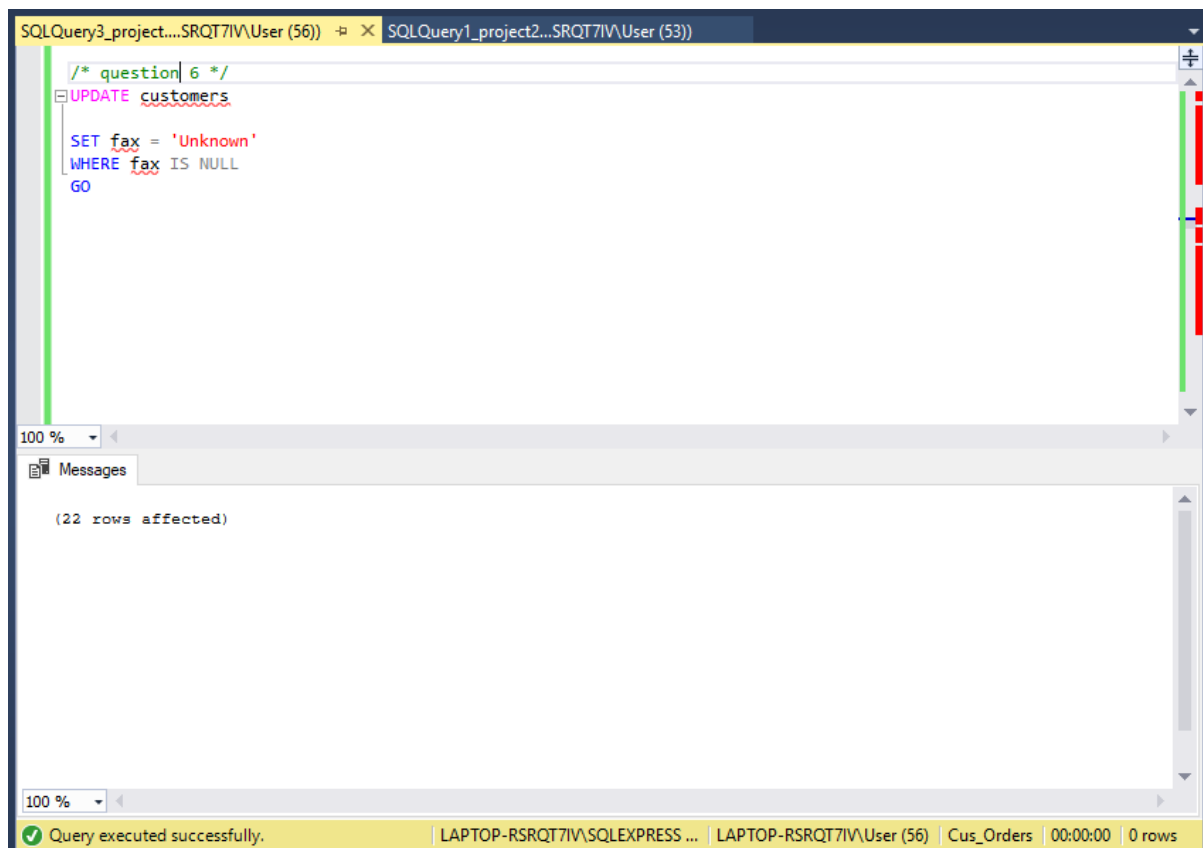 SQLQuery3_project....SRQT7IV\User (56)) SQLQuery1_project2...SRQT7IV\User (53))
/* question 6 */
UPDATE customers
SET fax = 'Unknown'
WHERE fax IS NULL
GO
100 %
Messages
(22 rows affected)
100 %
Query executed successfully. LAPTOP-RSRQT7IV\SQLEXPRESS ... LAPTOP-RSRQT7IV\User (56) Cus_Orders 00:00:00 0 rows